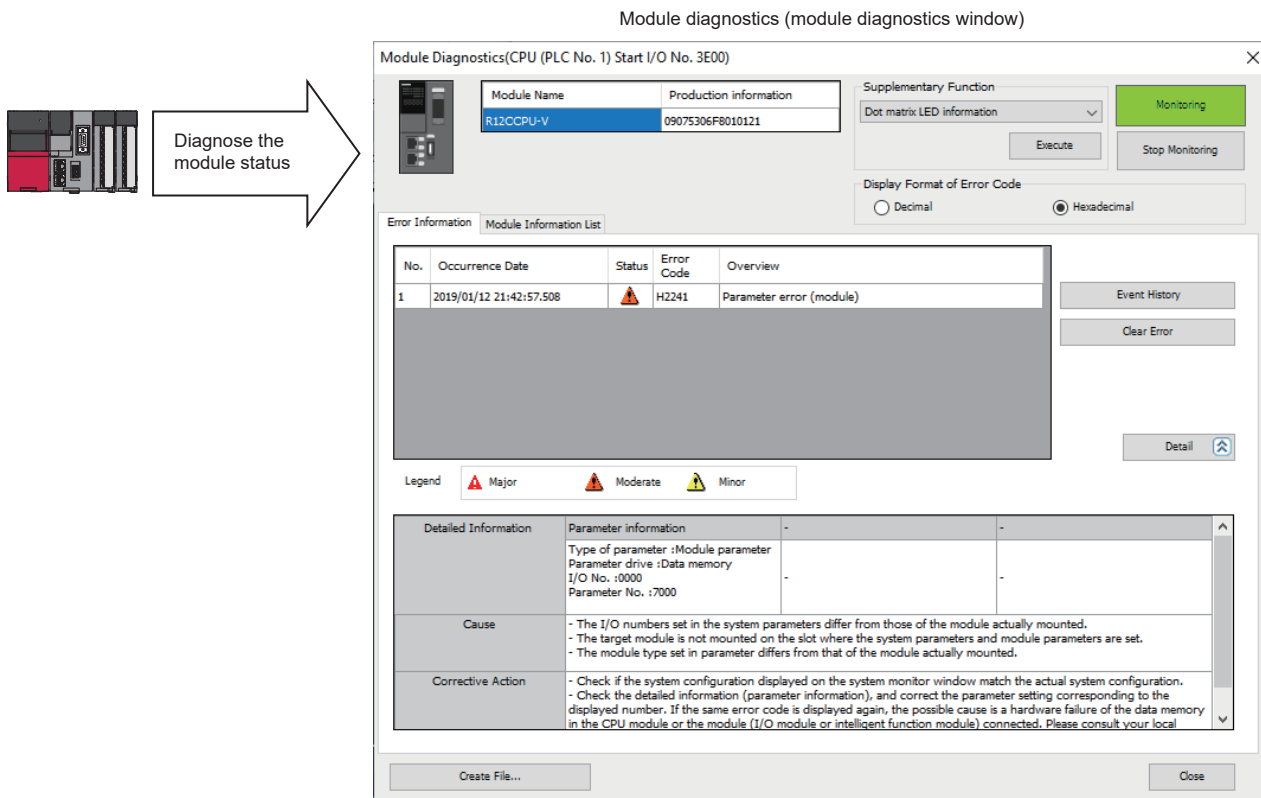 Module diagnostics (module diagnostics window)
Diagnose the
module status
Module Diagnostics(CPU (PLC No. 1) Start I/O No. 3E00)
Module Name
Production information
R12CCPU-V
09075306F8010121
Supplementary Function
Dot matrix LED information
Execute
Monitoring
Stop Monitoring
Display Format of Error Code
Decimal
Hexadecimal
Error Information
Module Information List
No.
Occurrence Date
Status
Error
Code
Overview
1
2019/01/12 21:42:57.508
H2241
Parameter error (module)
Event History
Clear Error
Detail
Legend
Major
Moderate
Minor
Detailed Information
Parameter information
-
-
Type of parameter :Module parameter
Parameter drive :Data memory
I/O No. :0000
Parameter No. :7000
-
-
Cause
- The I/O numbers set in the system parameters differ from those of the module actually mounted.
- The target module is not mounted on the slot where the system parameters and module parameters are set.
- The module type set in parameter differs from that of the module actually mounted.
Corrective Action
- Check if the system configuration displayed on the system monitor window match the actual system configuration.
- Check the detailed information (parameter information), and correct the parameter setting corresponding to the
displayed number. If the same error code is displayed again, the possible cause is a hardware failure of the data memory
in the CPU module or the module (I/O module or intelligent function module) connected. Please consult your local
Create File...
Close